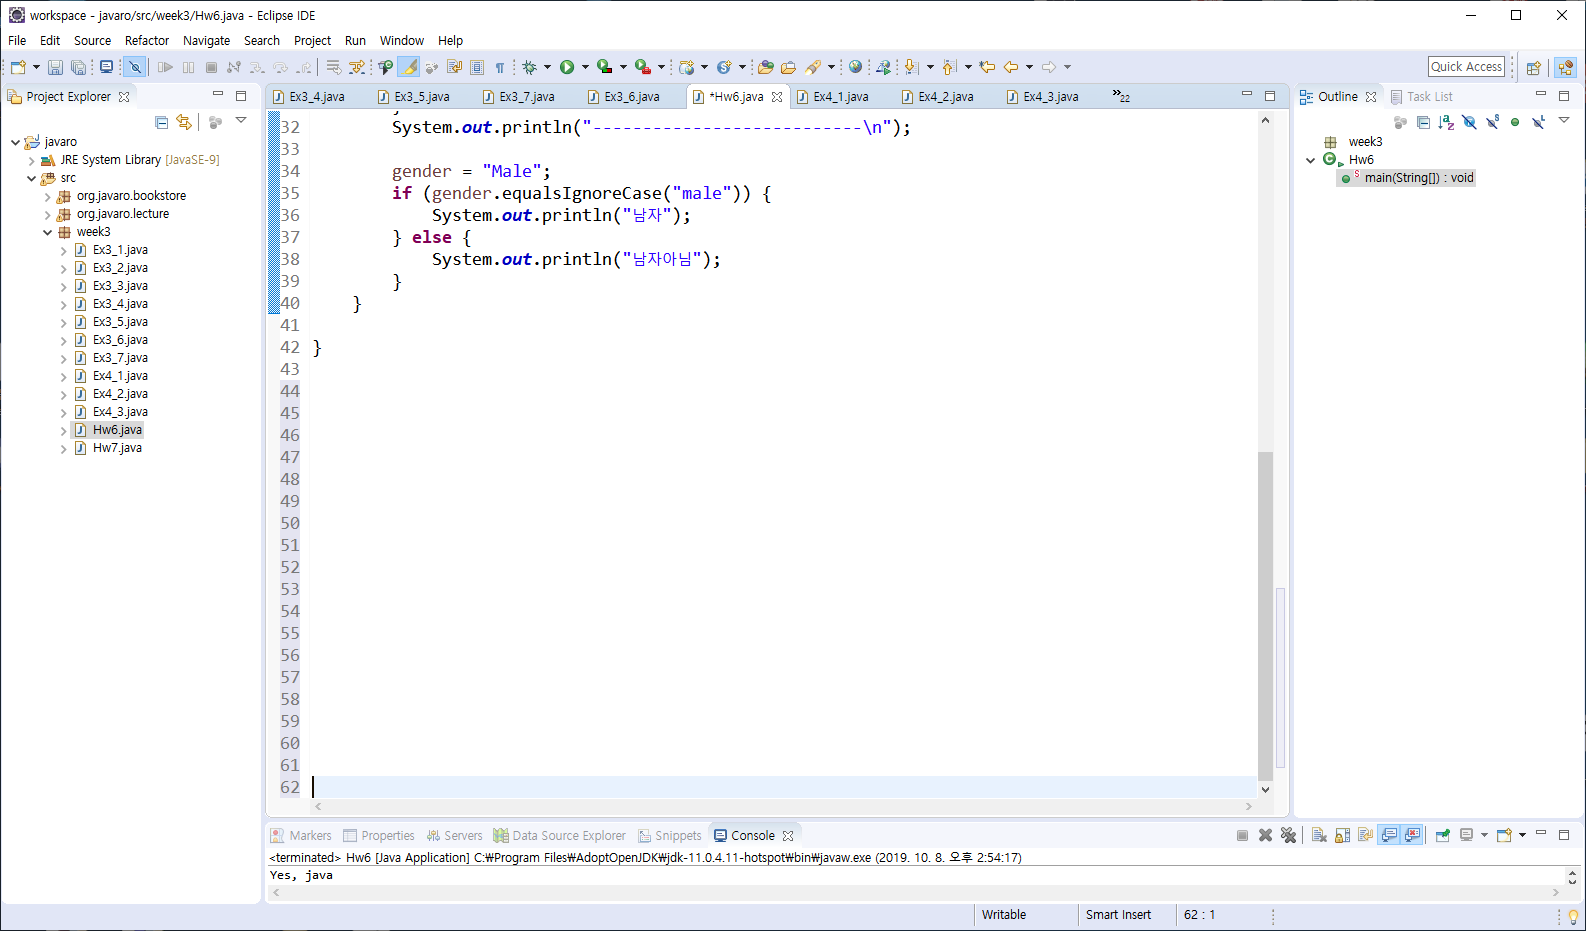 workspace - javaro/src/week3/Hw6.java - Eclipse IDE
File Edit Source Refactor Navigate Search Project Run Window Help
Quick Access
Project Explorer
javaro
JRE System Library [JavaSE-9]
src
org.javaro.bookstore
org.javaro.lecture
week3
Ex3_1.java
Ex3_2.java
Ex3_3.java
Ex3_4.java
Ex3_5.java
Ex3_6.java
Ex3_7.java
Ex4_1.java
Ex4_2.java
Ex4_3.java
Hw6.java
Hw7.java
Ex3_4.java Ex3_5.java Ex3_7.java Ex3_6.java *Hw6.java Ex4_1.java Ex4_2.java Ex4_3.java »22
32 System.out.println("---------------------------\n");
33
34 gender = "Male";
35 if (gender.equalsIgnoreCase("male")) {
36 System.out.println("남자");
37 } else {
38 System.out.println("남자아님");
39 }
40 }
41
42 }
43
44
45
46
47
48
49
50
51
52
53
54
55
56
57
58
59
60
61
62
Outline Task List
week3
Hw6
main(String[]) : void
Markers Properties Servers Data Source Explorer Snippets Console
<terminated> Hw6 [Java Application] C:₩Program Files₩AdoptOpenJDK₩jdk-11.0.4.11-hotspot₩bin₩javaw.exe (2019. 10. 8. 오후 2:54:17)
Yes, java
Writable Smart Insert 62 : 1